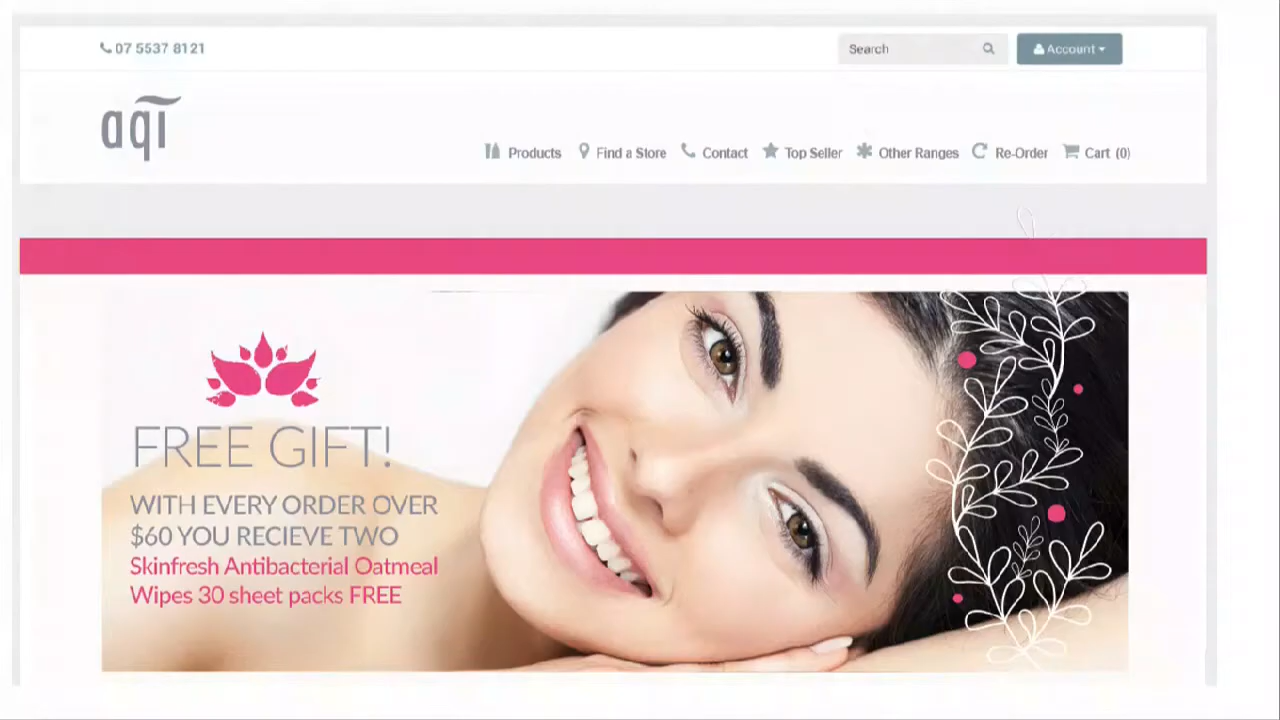 07 5537 8121
Search
Account
aqi
Products Find a Store Contact Top Seller Other Ranges Re-Order Cart (0)
FREE GIFT!
WITH EVERY ORDER OVER
$60 YOU RECIEVE TWO
Skinfresh Antibacterial Oatmeal
Wipes 30 sheet packs FREE